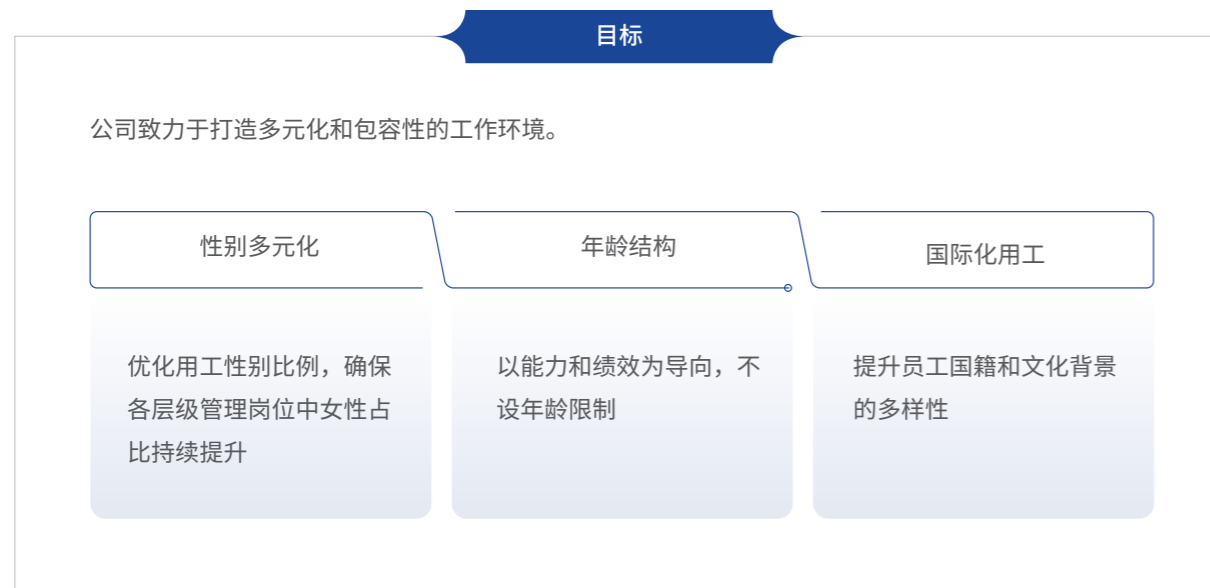 目标
公司致力于打造多元化和包容性的工作环境。
性别多元化
优化用工性别比例，确保
各层级管理岗位中女性占
比持续提升
年龄结构
以能力和绩效为导向，不
设年龄限制
国际化用工
提升员工国籍和文化背景
的多样性